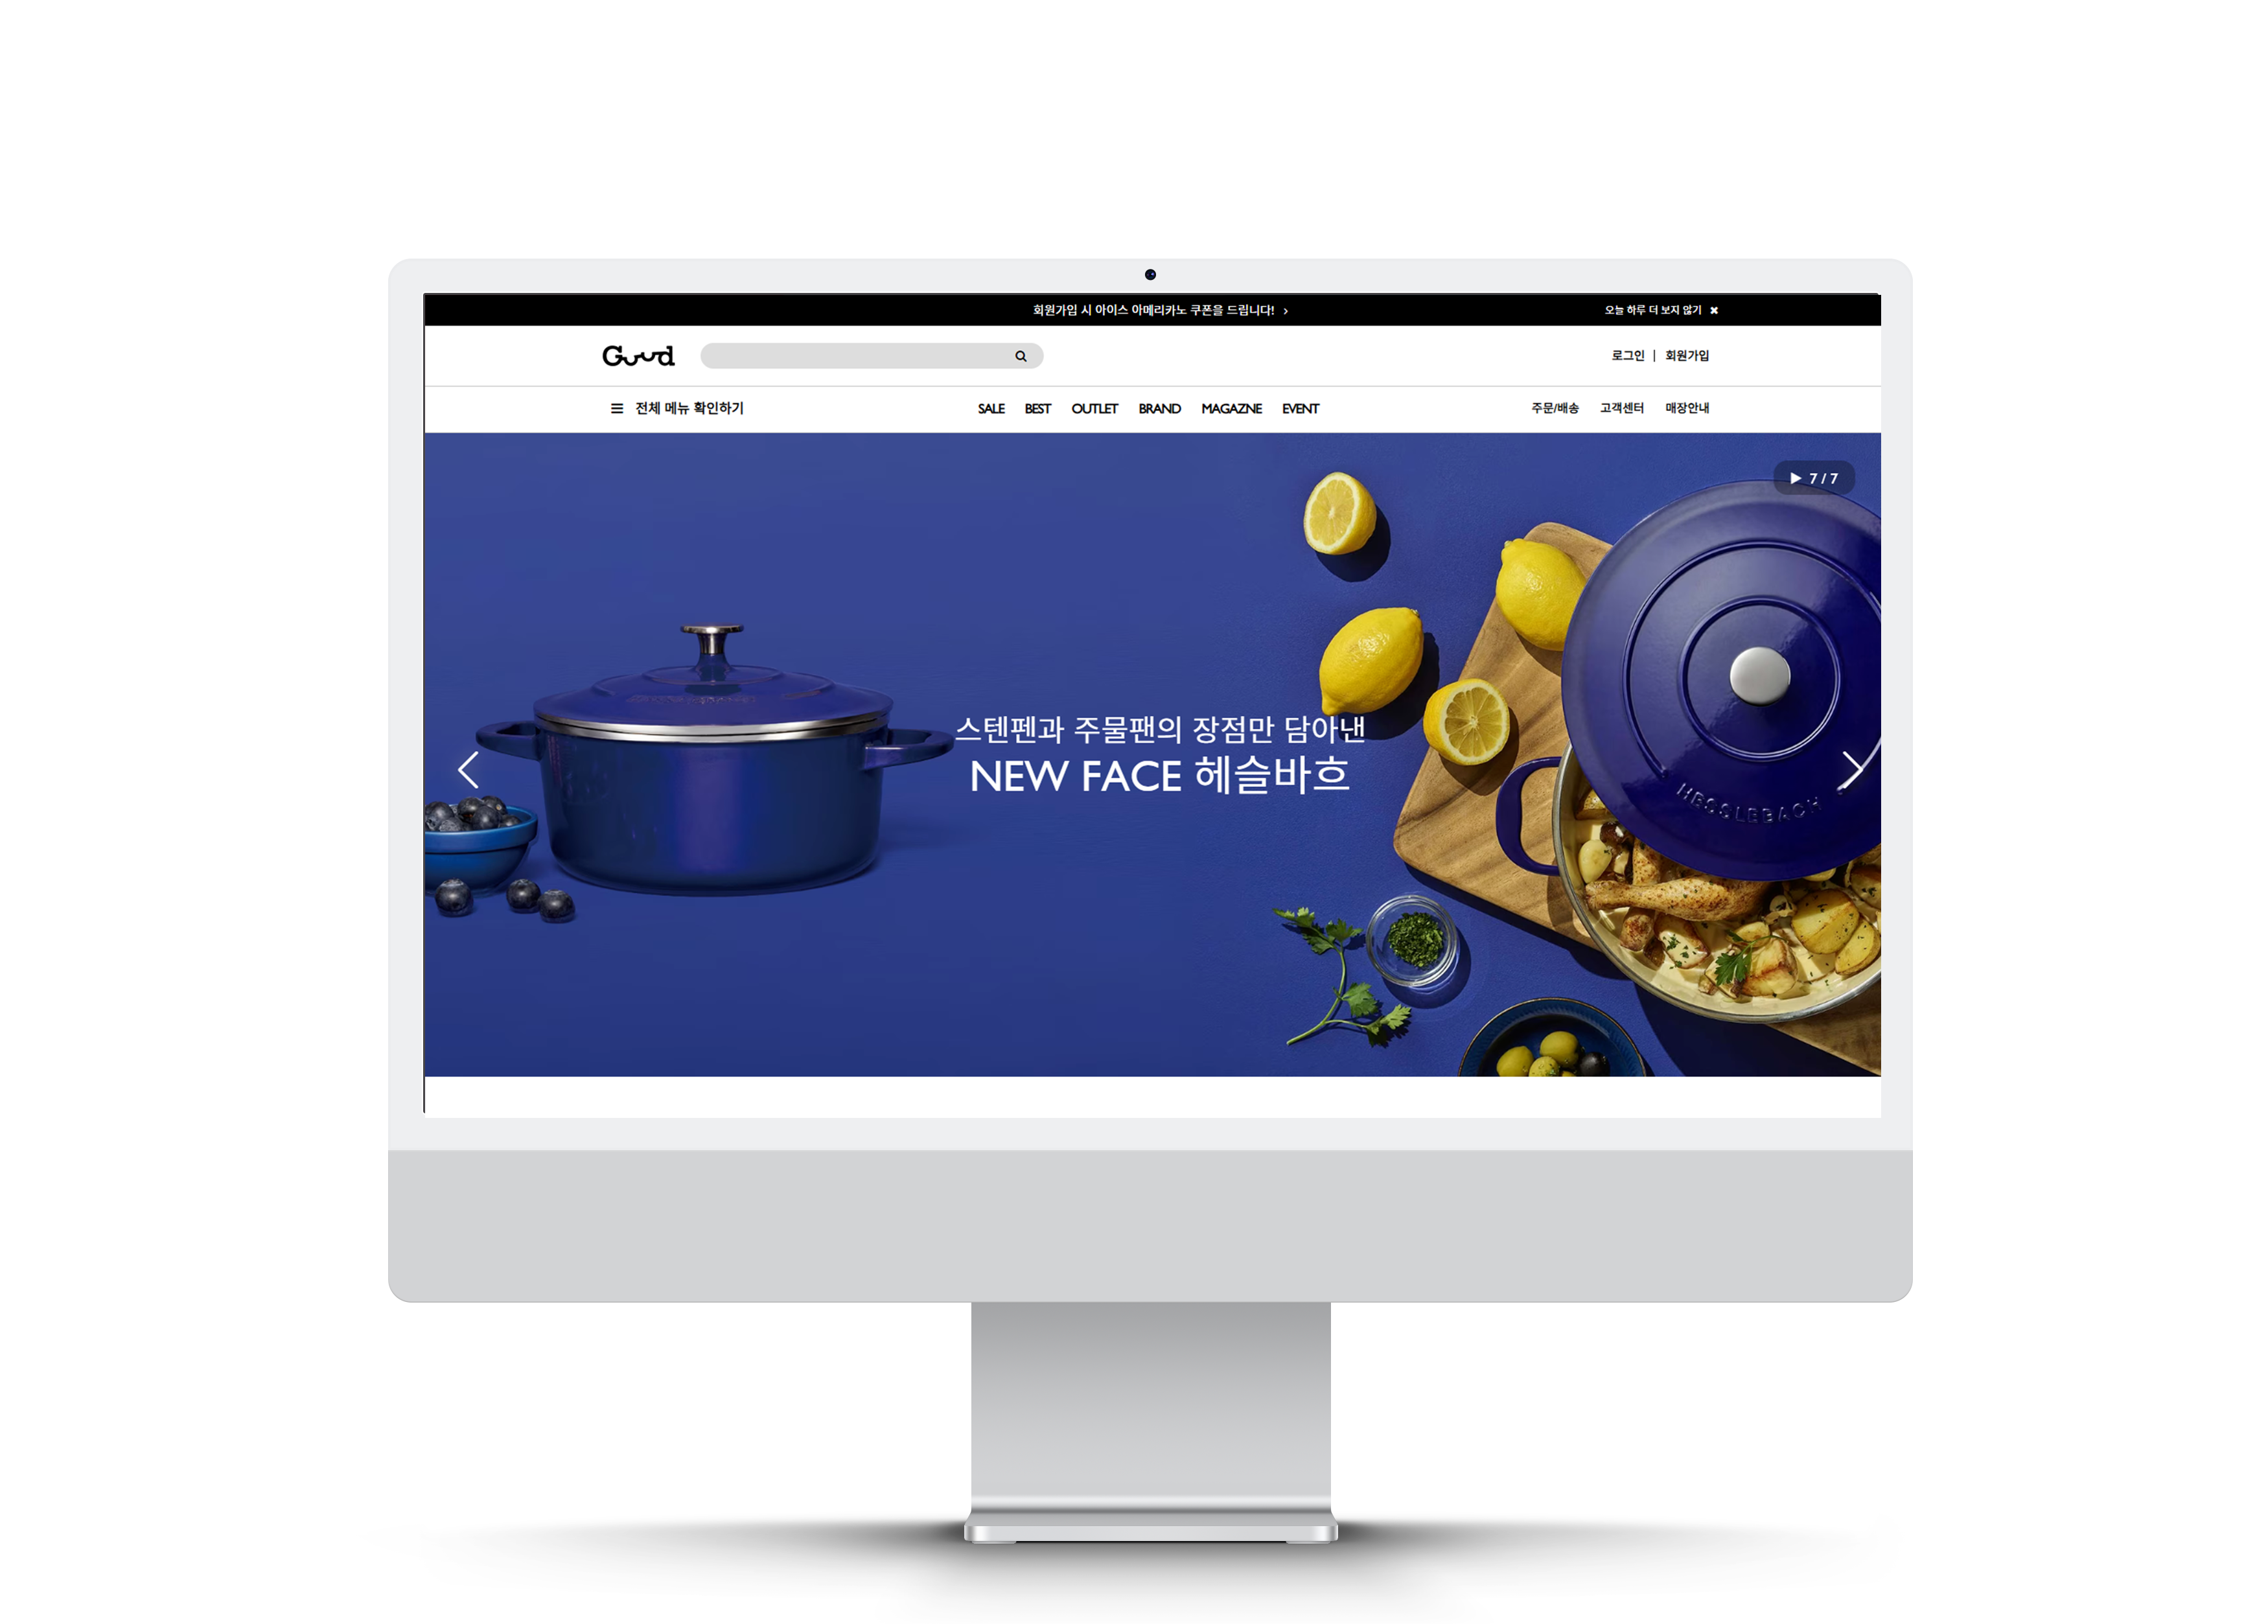 회원가입 시 아이스 아메리카노 쿠폰을 드립니다! >
오늘 하루 더 보지 않기 ✖
Guud
로그인 | 회원가입
☰ 전체 메뉴 확인하기
SALE BEST OUTLET BRAND MAGAZNE EVENT
주문/배송 고객센터 매장안내
▶ 7 / 7
스텐펜과 주물팬의 장점만 담아낸
NEW FACE 헤슬바흐
HESSLEBACH